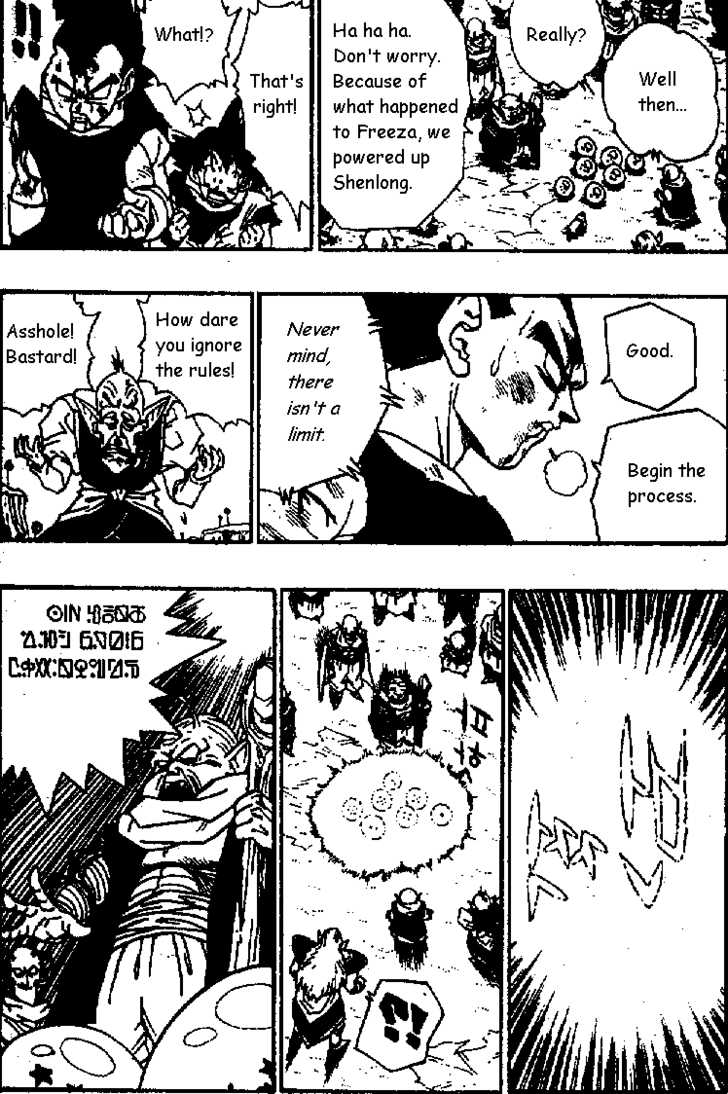 Well
then...
Really?
Ha ha ha.
Don't worry.
Because of
what happened
to Freeza, we
powered up
Shenlong.
That's
right!
What!?
!!
Good.
Begin the
process.
Never
mind,
there
isn't a
limit.
How dare
you ignore
the rules!
Asshole!
Bastard!
!!